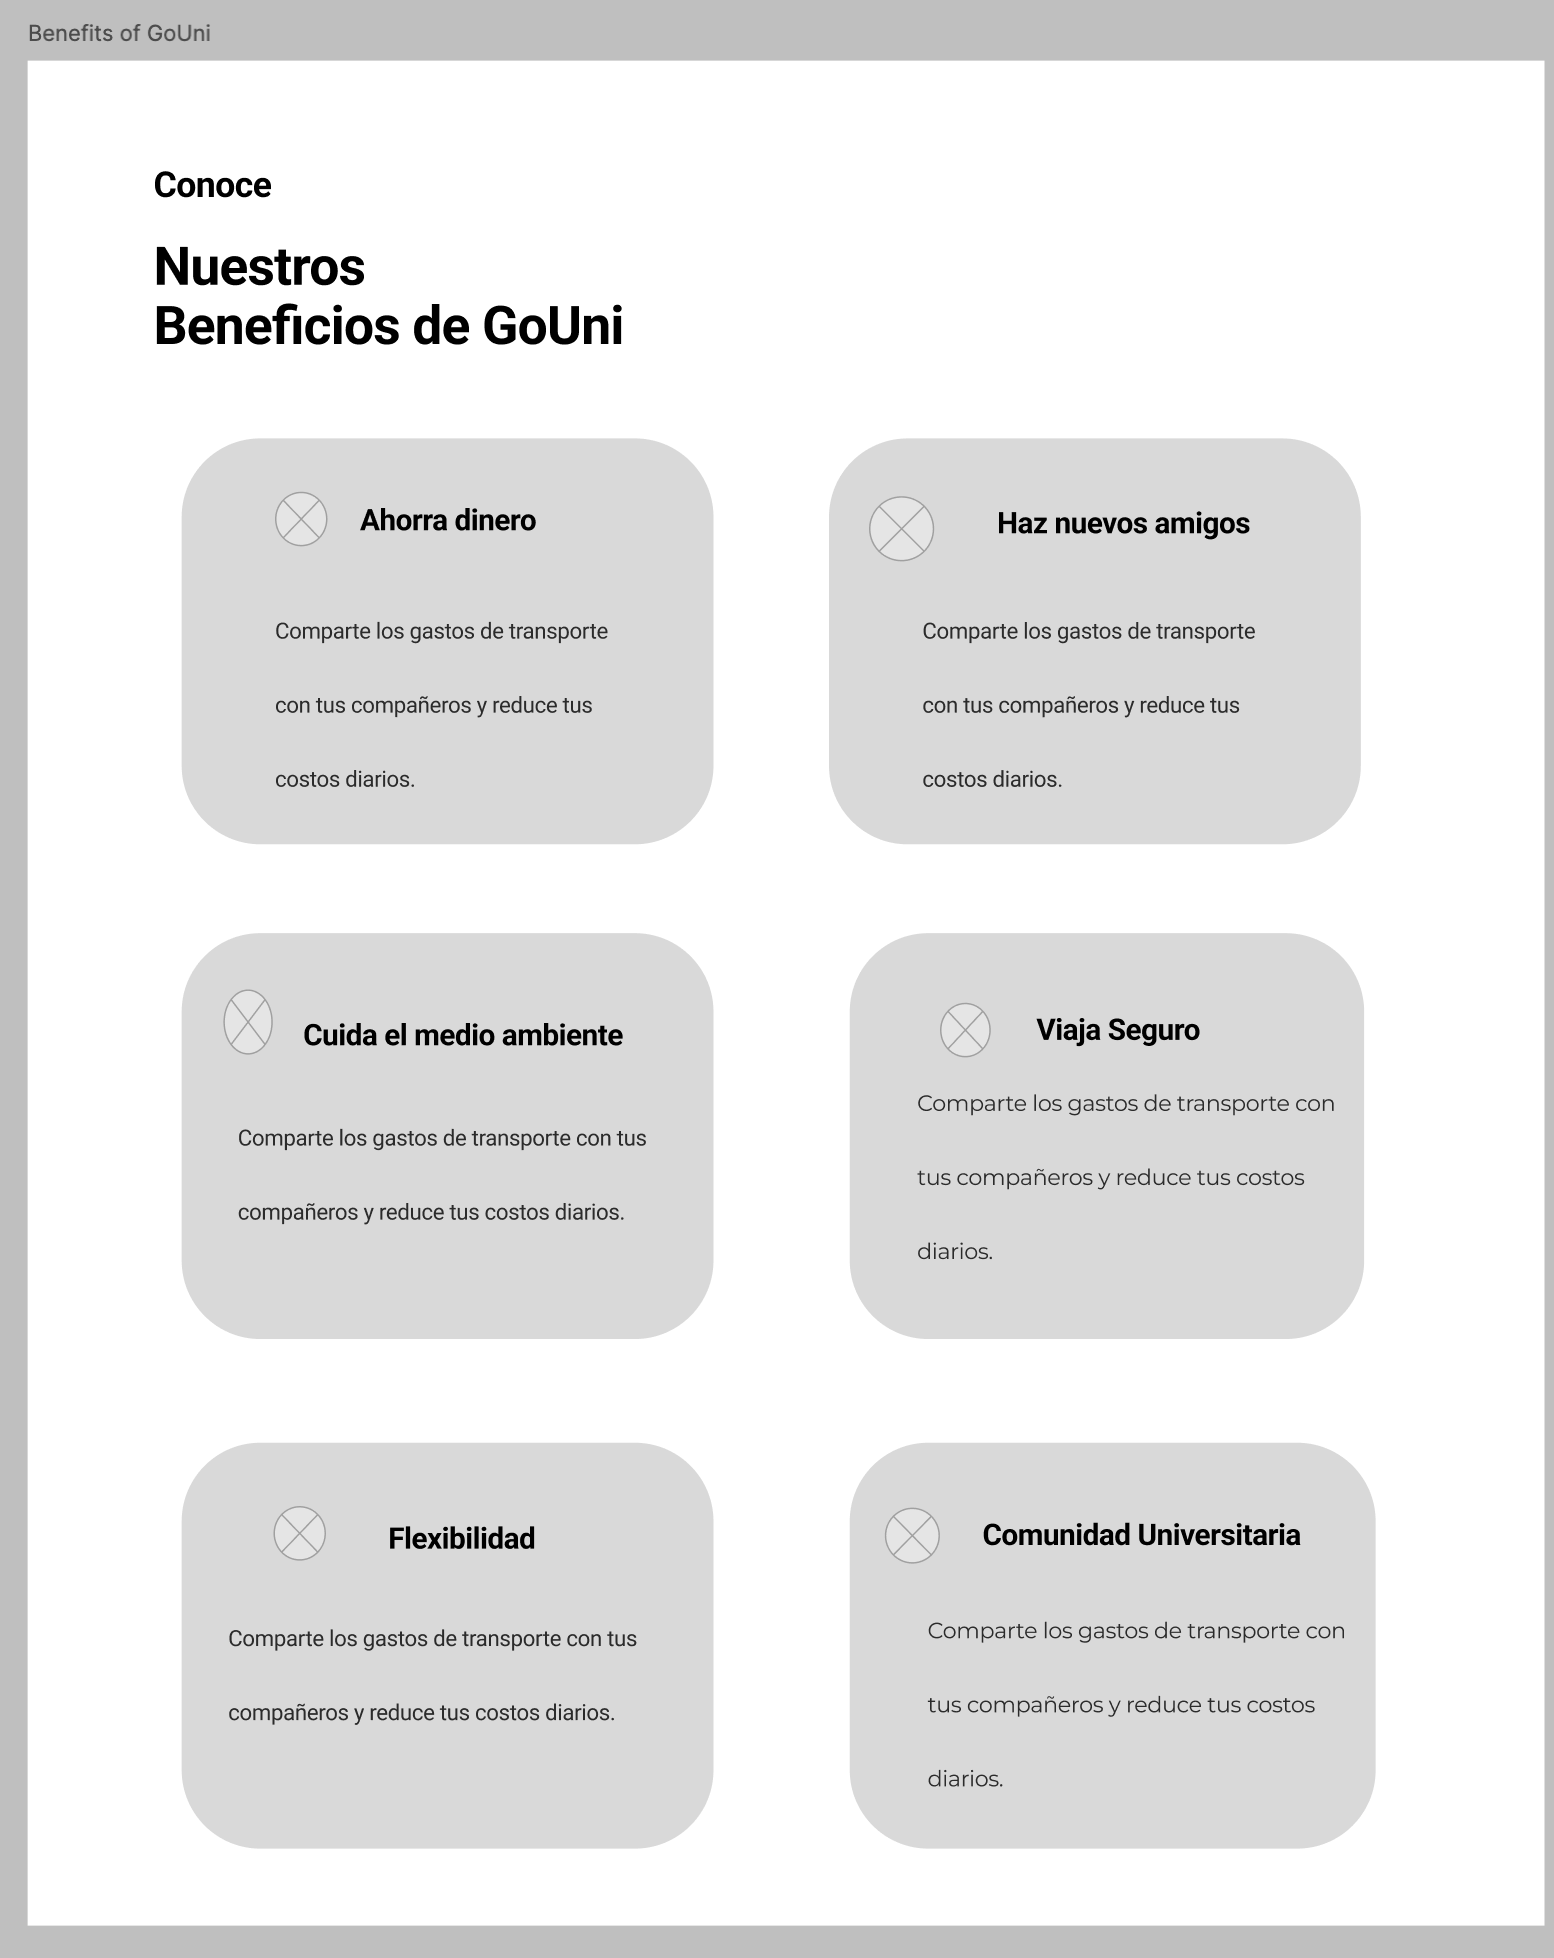 Benefits of GoUni
Conoce
Nuestros
Beneficios de GoUni
Ahorra dinero
Comparte los gastos de transporte
con tus compañeros y reduce tus
costos diarios.
Haz nuevos amigos
Comparte los gastos de transporte
con tus compañeros y reduce tus
costos diarios.
Cuida el medio ambiente
Comparte los gastos de transporte con tus
compañeros y reduce tus costos diarios.
Viaja Seguro
Comparte los gastos de transporte con
tus compañeros y reduce tus costos
diarios.
Flexibilidad
Comparte los gastos de transporte con tus
compañeros y reduce tus costos diarios.
Comunidad Universitaria
Comparte los gastos de transporte con
tus compañeros y reduce tus costos
diarios.